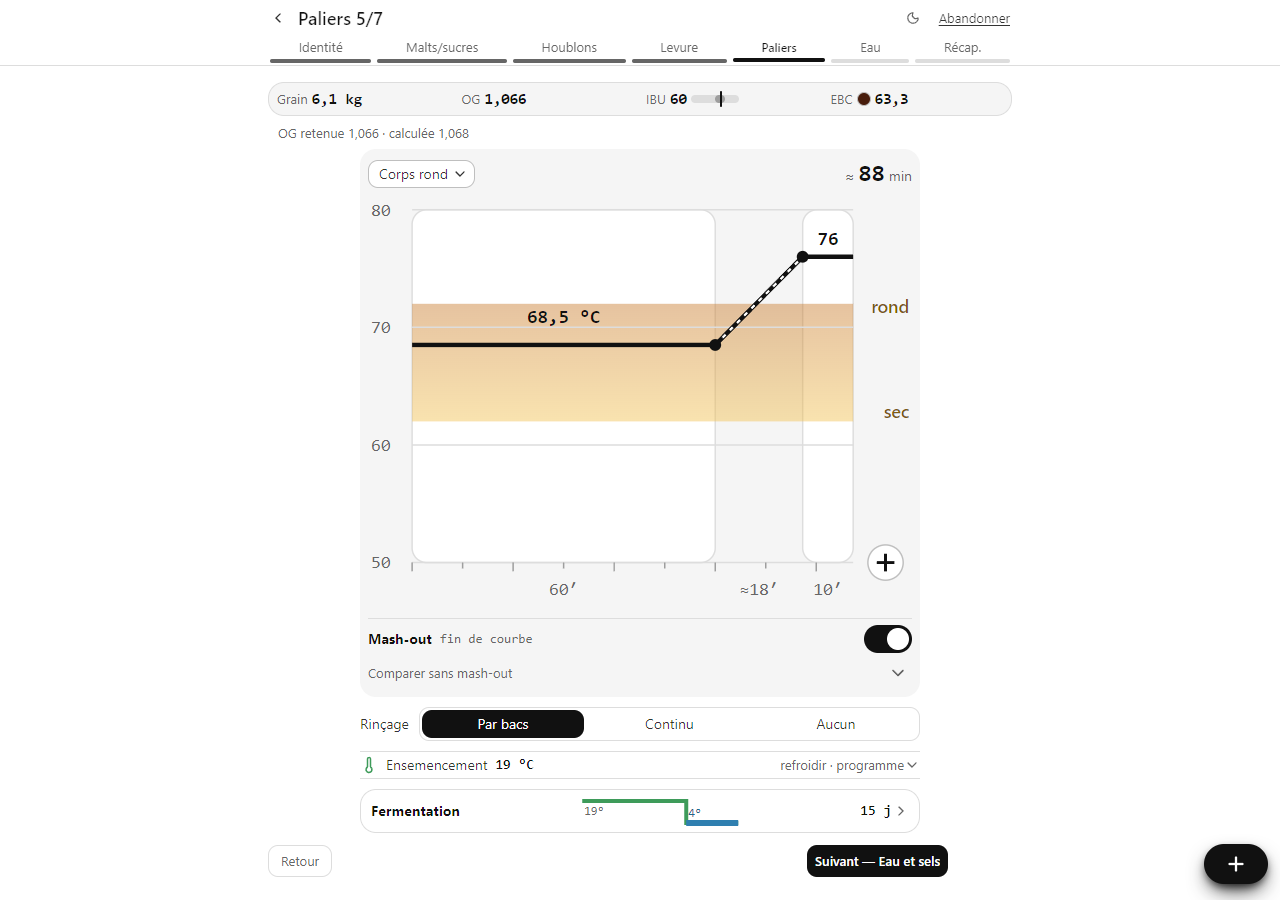 Paliers 5/7
Abandonner
Identité Malts/sucres Houblons Levure Paliers Eau Récap.
Grain 6,1 kg OG 1,066 IBU 60 EBC 63,3
OG retenue 1,066 · calculée 1,068
Corps rond ≈ 88 min
80
76
rond
68,5 °C
70
sec
60
50
60′ ≈18′ 10′
Mash-out fin de courbe
Comparer sans mash-out
Rinçage Par bacs Continu Aucun
Ensemencement 19 °C refroidir · programme
Fermentation 19° 4° 15 j
Retour Suivant — Eau et sels